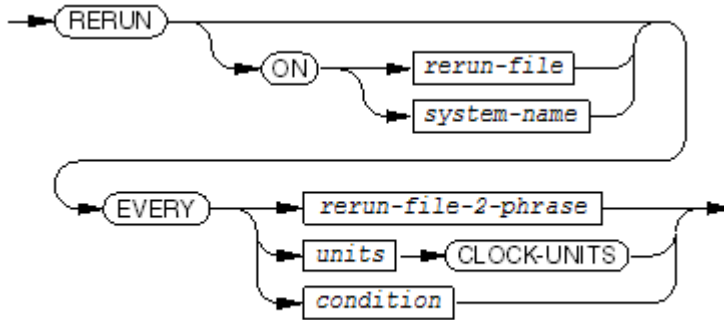 RERUN
ON rerun-file
system-name
EVERY rerun-file-2-phrase
units CLOCK-UNITS
condition